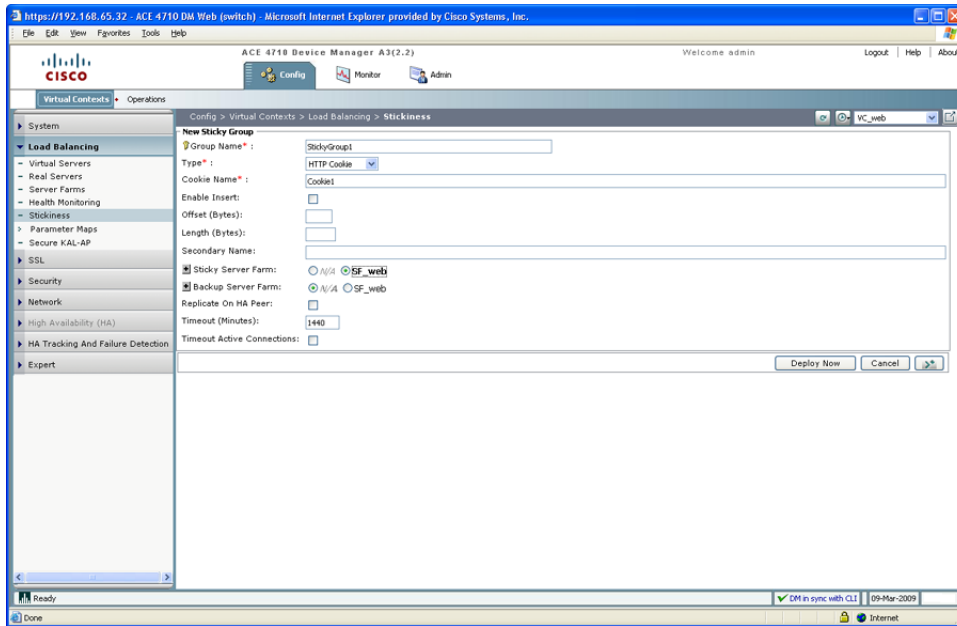 https://192.168.65.32 - ACE 4710 DM Web (switch) - Microsoft Internet Explorer provided by Cisco Systems, Inc.
File Edit View Favorites Tools Help
CISCO
ACE 4710 Device Manager A3(2.2)
Welcome admin
Logout | Help | Abou
Config Monitor Admin
Virtual Contexts Operations
Config > Virtual Contexts > Load Balancing > Stickiness
VC_web
System
Load Balancing
Virtual Servers
Real Servers
Server Farms
Health Monitoring
Stickiness
Parameter Maps
Secure KAL-AP
SSL
Security
Network
High Availability (HA)
HA Tracking And Failure Detection
Expert
New Sticky Group
Group Name* : StickyGroup1
Type* : HTTP Cookie
Cookie Name* : Cookie1
Enable Insert:
Offset (Bytes):
Length (Bytes):
Secondary Name:
Sticky Server Farm: N/A SF_web
Backup Server Farm: N/A SF_web
Replicate On HA Peer:
Timeout (Minutes): 1440
Timeout Active Connections:
Deploy Now Cancel
Ready
DM in sync with CLI 09-Mar-2009
Done
Internet